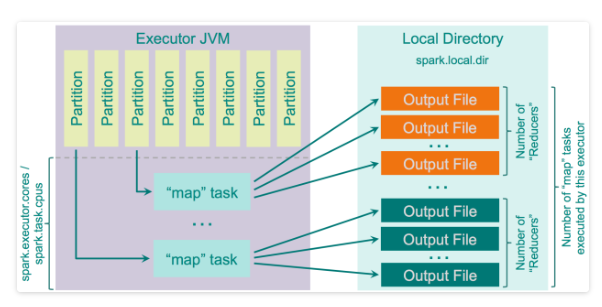 Executor JVM
Partition
Partition
Partition
Partition
Partition
Partition
Partition
Partition
spark.executor.cores /
spark.task.cpus
"map" task
...
"map" task
Local Directory
spark.local.dir
Output File
Output File
...
Output File
...
Output File
Output File
...
Output File
Number of
"Reducers"
Number of
"Reducers"
Number of "map" tasks
executed by this executor